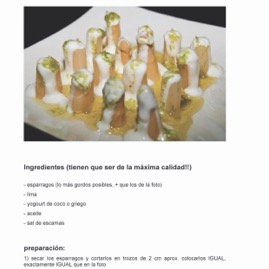 Ingredientes (tienen que ser de la máxima calidad!!)
- esparragos (lo más gordos posibles, + que los de la foto)
- lima
- yogourt de coco o griego
- aceite
- sal de escamas
preparación:
1) secar los esparragos y cortarlos en trozos de 2 cm aprox. colocarlos IGUAL,
exactamente IGUAL que en la foto